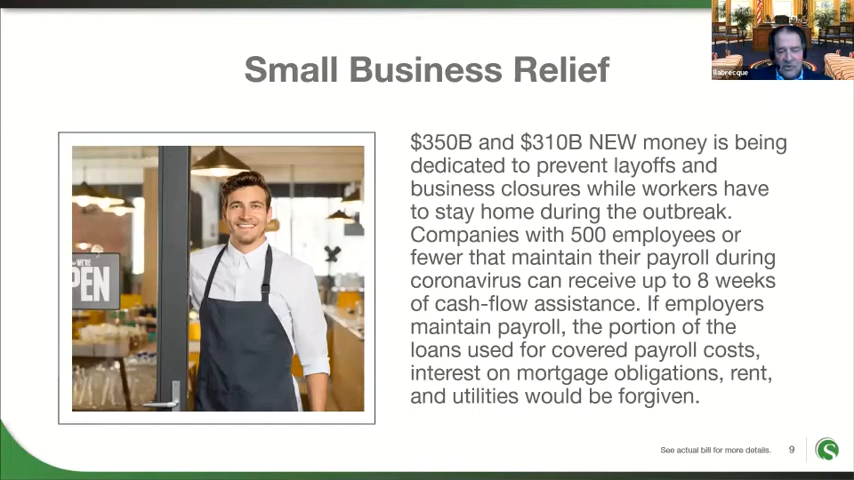 Small Business Relief
llabrecque
$350B and $310B NEW money is being
dedicated to prevent layoffs and
business closures while workers have
to stay home during the outbreak.
Companies with 500 employees or
fewer that maintain their payroll during
coronavirus can receive up to 8 weeks
of cash-flow assistance. If employers
maintain payroll, the portion of the
loans used for covered payroll costs,
interest on mortgage obligations, rent,
and utilities would be forgiven.
WE'RE
PEN
See actual bill for more details.
9
S